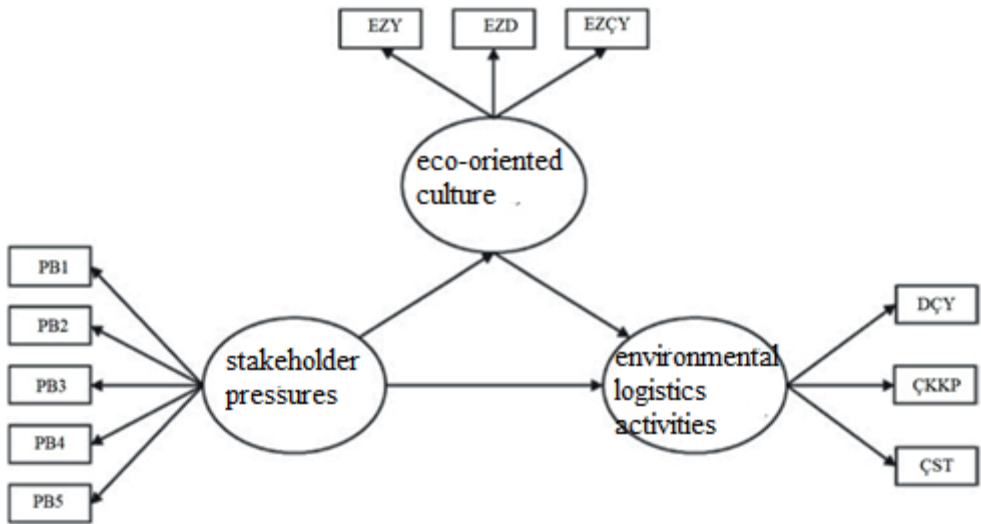 EZY
EZD
EZÇY
eco-oriented
culture
PB1
PB2
PB3
PB4
PB5
stakeholder
pressures
environmental
logistics
activities
DÇY
ÇKKP
ÇST